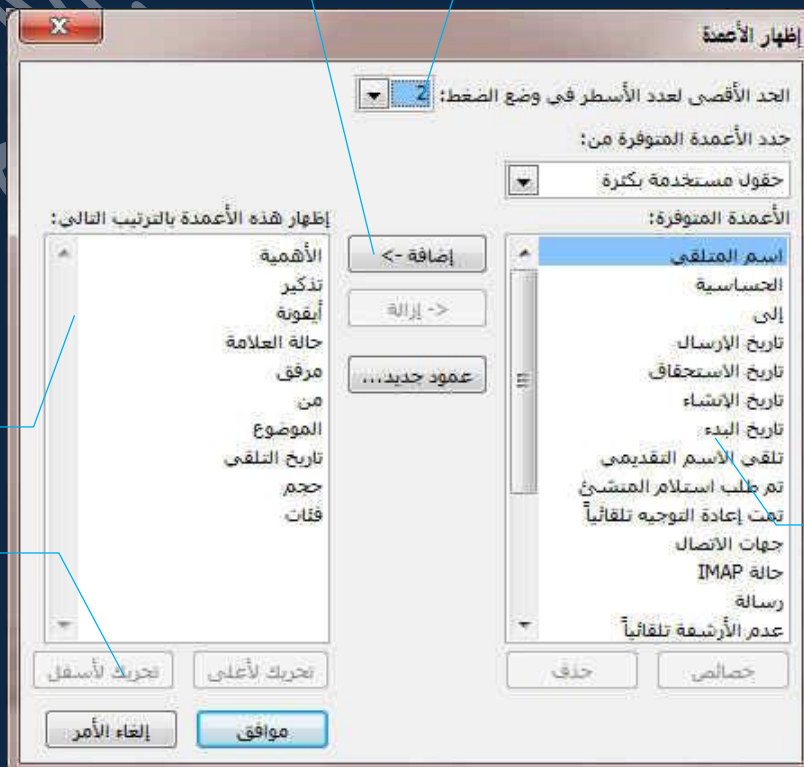 إظهار الأعمدة
الحد الأقصى لعدد الأسطر في وضع الضغط: 2
حدد الأعمدة المتوفرة من:
حقول مستخدمة بكثرة
الأعمدة المتوفرة:
اسم المتلقي
الحساسية
إلى
تاريخ الإرسال
تاريخ الاستحقاق
تاريخ الإنشاء
تاريخ البدء
تلقى الاسم التقديمي
تم طلب استلام المنشئ
تمت إعادة التوجيه تلقائياً
جهات الاتصال
حالة IMAP
رسالة
عدم الأرشفة تلقائياً
خصائص
حذف
إضافة ->
<- إزالة
عمود جديد...
إظهار هذه الأعمدة بالترتيب التالي:
الأهمية
تذكير
أيقونة
حالة العلامة
مرفق
من
الموضوع
تاريخ التلقي
حجم
فئات
تحريك لأعلى
تحريك لأسفل
موافق
إلغاء الأمر